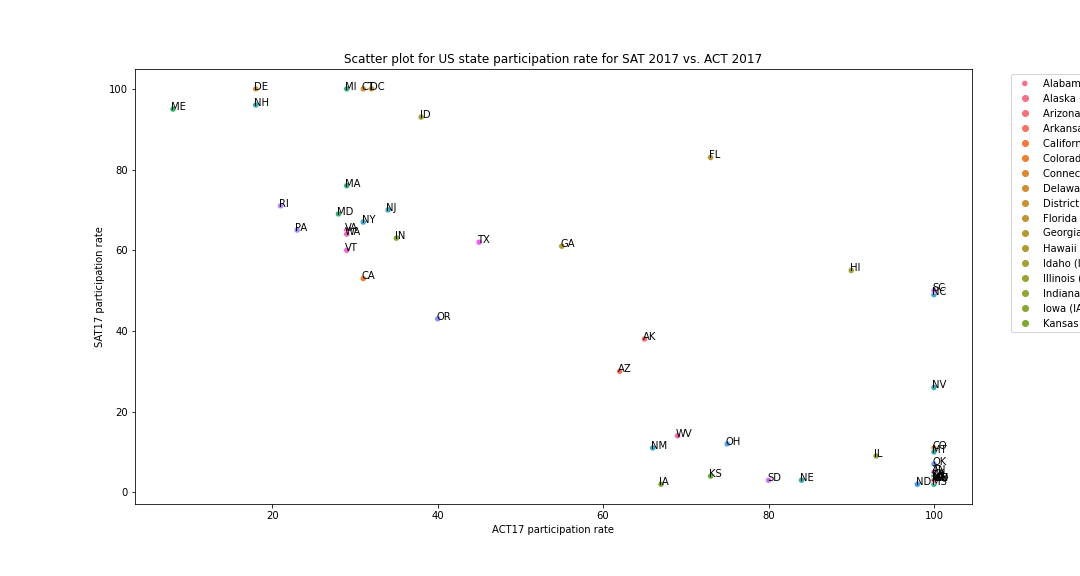 Scatter plot for US state participation rate for SAT 2017 vs. ACT 2017
SAT17 participation rate
100
80
60
40
20
0
DE
MI
DC
ME
NH
ID
FL
MA
RI
MD
NJ
NY
PA
IN
TX
GA
VT
CA
HI
SC
NC
OR
AK
AZ
NV
WV
OH
NM
CO
MT
IL
OK
KS
IA
SD
NE
ND
MS
20
40
60
80
100
ACT17 participation rate
Alabam
Alaska
Arizona
Arkansa
Californ
Colorad
Connec
Delawa
District
Florida
Georgia
Hawaii
Idaho (I
Illinois (
Indiana
Iowa (IA
Kansas